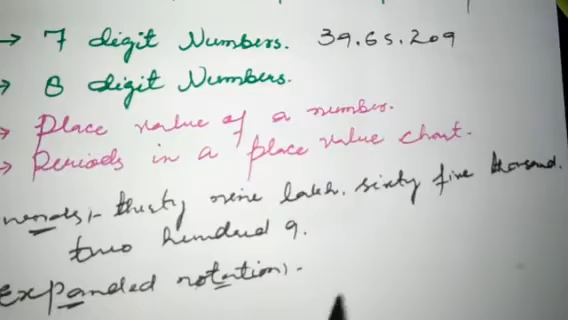 → 7 digit Numbers. 39.65.209
→ 8 digit Numbers.
→ Place value of a number.
→ Periods in a place value chart.
words:- thirty nine lakh. sixty five thousand.
two hundred 9.
Expanded notation:-